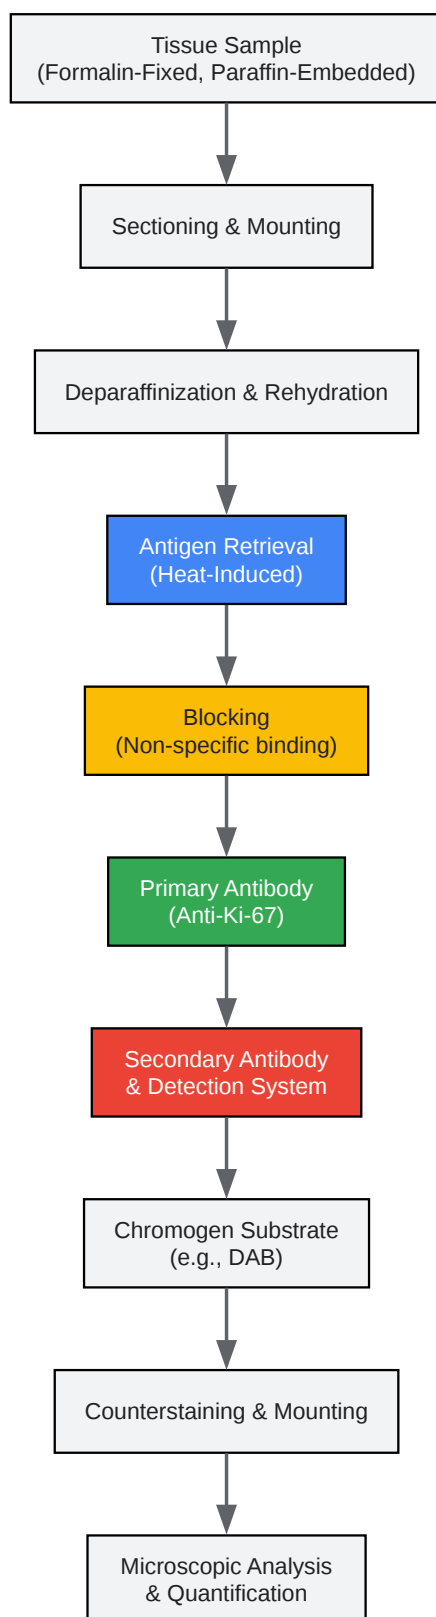 Tissue Sample
(Formalin-Fixed, Paraffin-Embedded)
Sectioning & Mounting
Deparaffinization & Rehydration
Antigen Retrieval
(Heat-Induced)
Blocking
(Non-specific binding)
Primary Antibody
(Anti-Ki-67)
Secondary Antibody
& Detection System
Chromogen Substrate
(e.g., DAB)
Counterstaining & Mounting
Microscopic Analysis
& Quantification